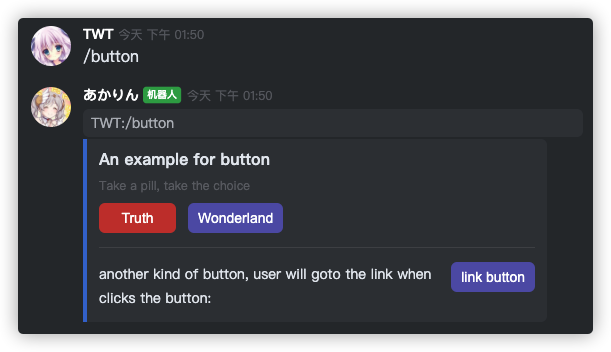 TWT 今天 下午 01:50
/button
あかりん 机器人 今天 下午 01:50
TWT:/button
An example for button
Take a pill, take the choice
Truth Wonderland
another kind of button, user will goto the link when
clicks the button:
link button